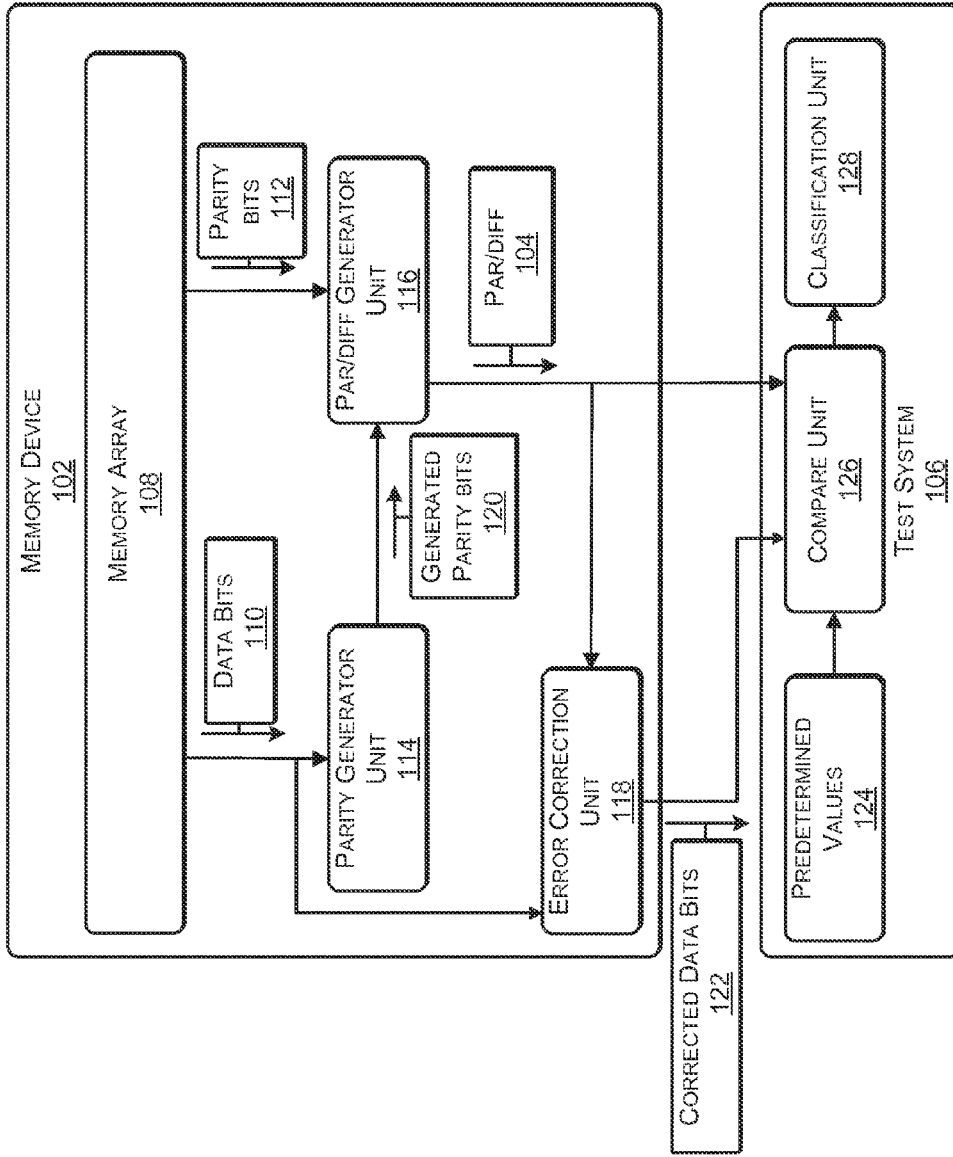 MEMORY DEVICE
102
MEMORY ARRAY
108
DATA BITS
110
PARITY
BITS
112
PARITY GENERATOR
UNIT
114
GENERATED
PARITY BITS
120
PAR/DIFF GENERATOR
UNIT
116
PAR/DIFF
104
ERROR CORRECTION
UNIT
118
CORRECTED DATA BITS
122
PREDETERMINED
VALUES
124
COMPARE UNIT
126
CLASSIFICATION UNIT
128
TEST SYSTEM
106